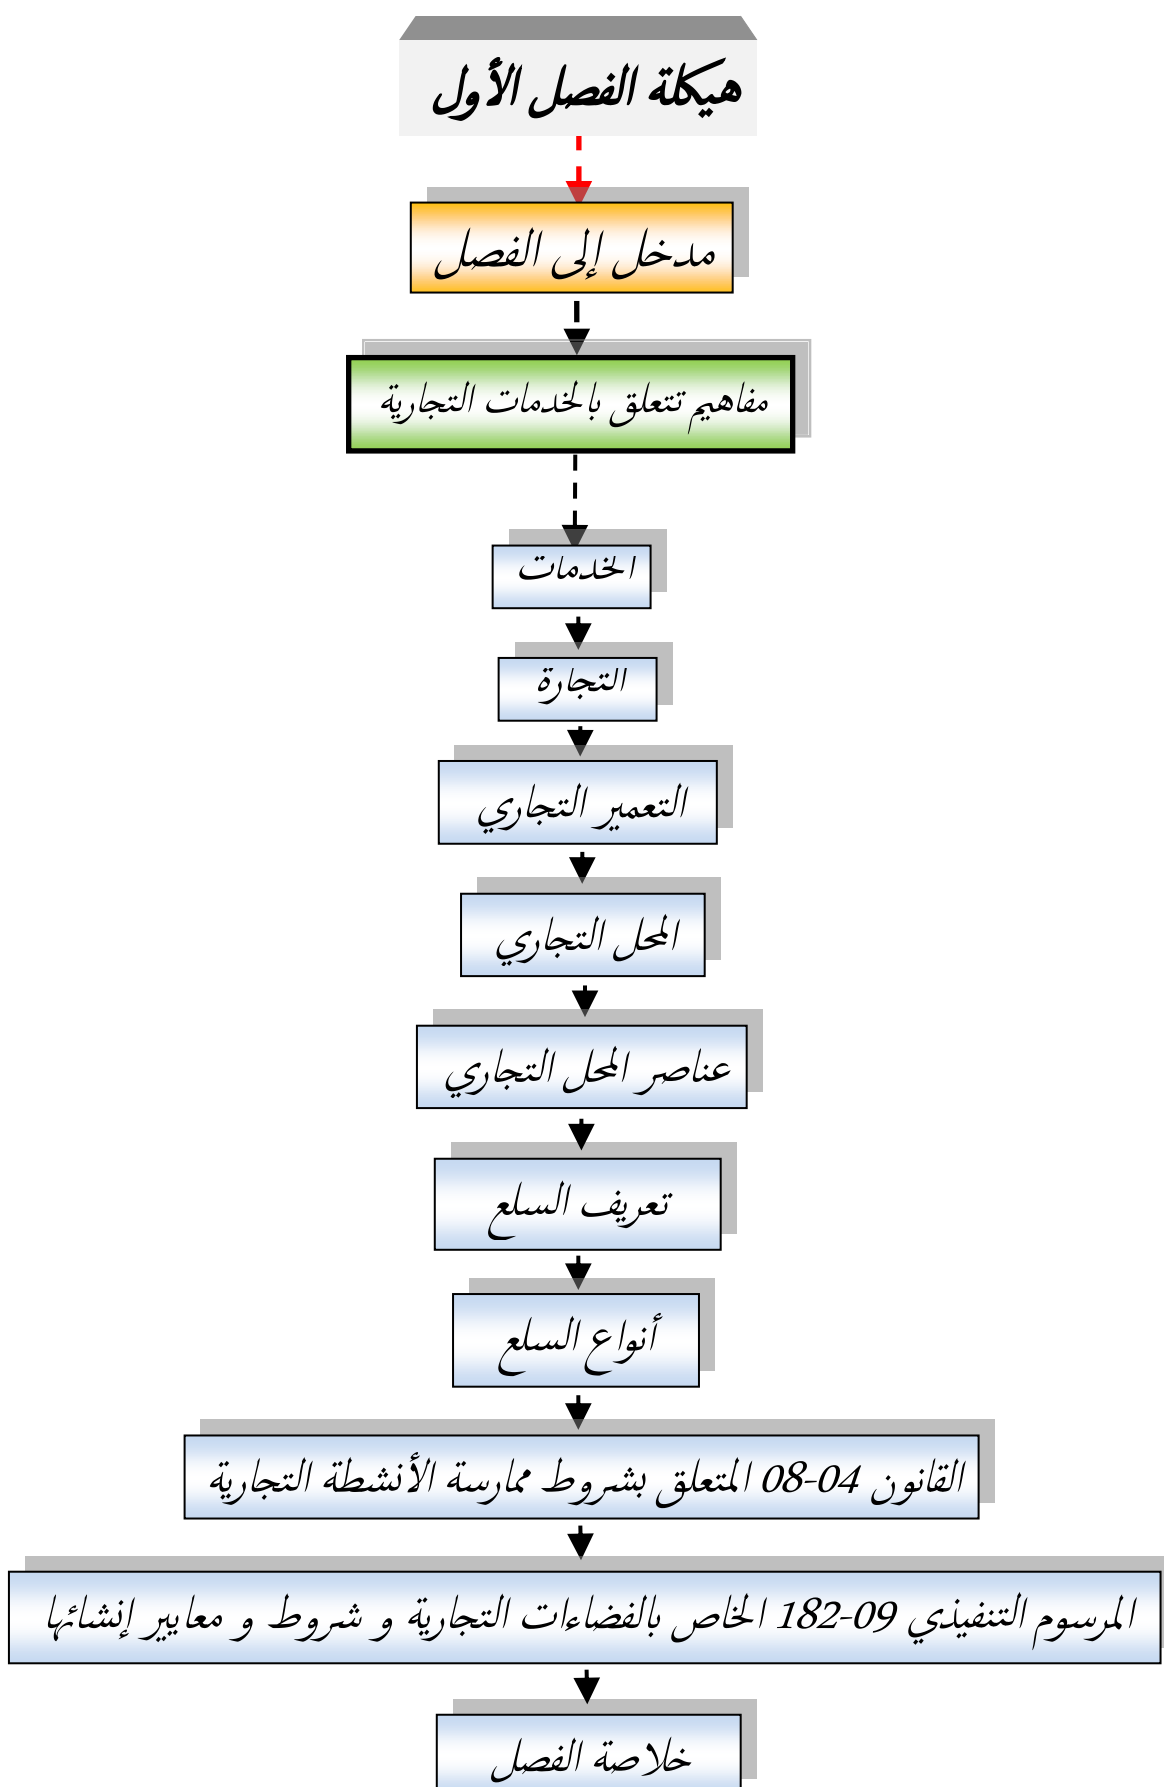 هيكلة الفصل الأول
مدخل إلى الفصل
مفاهيم تتعلق بالخدمات التجارية
الخدمات
التجارة
التعمير التجاري
المحل التجاري
عناصر المحل التجاري
تعريف السلع
أنواع السلع
القانون 04-08 المتعلق بشروط ممارسة الأنشطة التجارية
المرسوم التنفيذي 09-182 الخاص بالفضاءات التجارية و شروط و معايير إنشائها
خلاصة الفصل